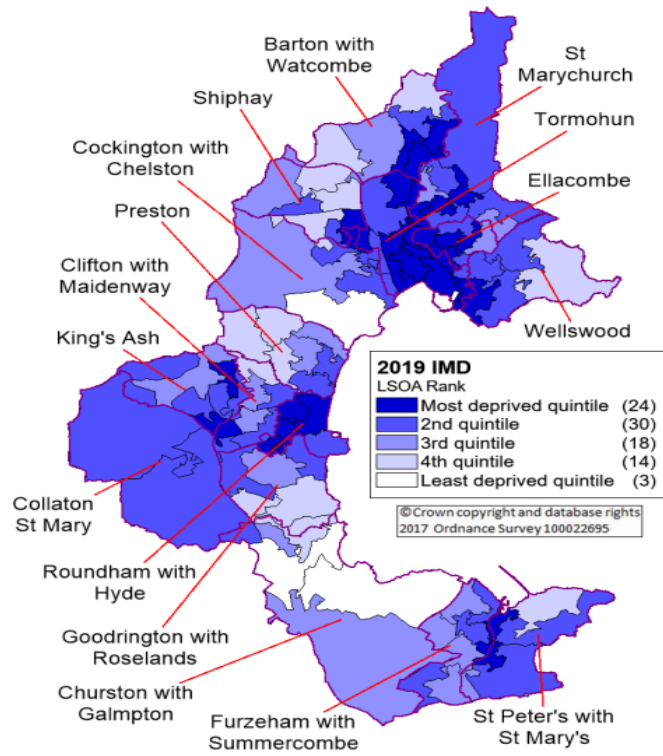 Barton with
Watcombe
St
Marychurch
Shiphay
Tormohun
Cockington with
Chelston
Ellacombe
Preston
Clifton with
Maidenway
King's Ash
Wellswood
2019 IMD
LSOA Rank
Most deprived quintile (24)
2nd quintile (30)
3rd quintile (18)
4th quintile (14)
Least deprived quintile (3)
©Crown copyright and database rights
2017 Ordnance Survey 100022695
Collaton
St Mary
Roundham with
Hyde
Goodrington with
Roselands
Churston with
Galmpton
Furzeham with
Summercombe
St Peter's with
St Mary's